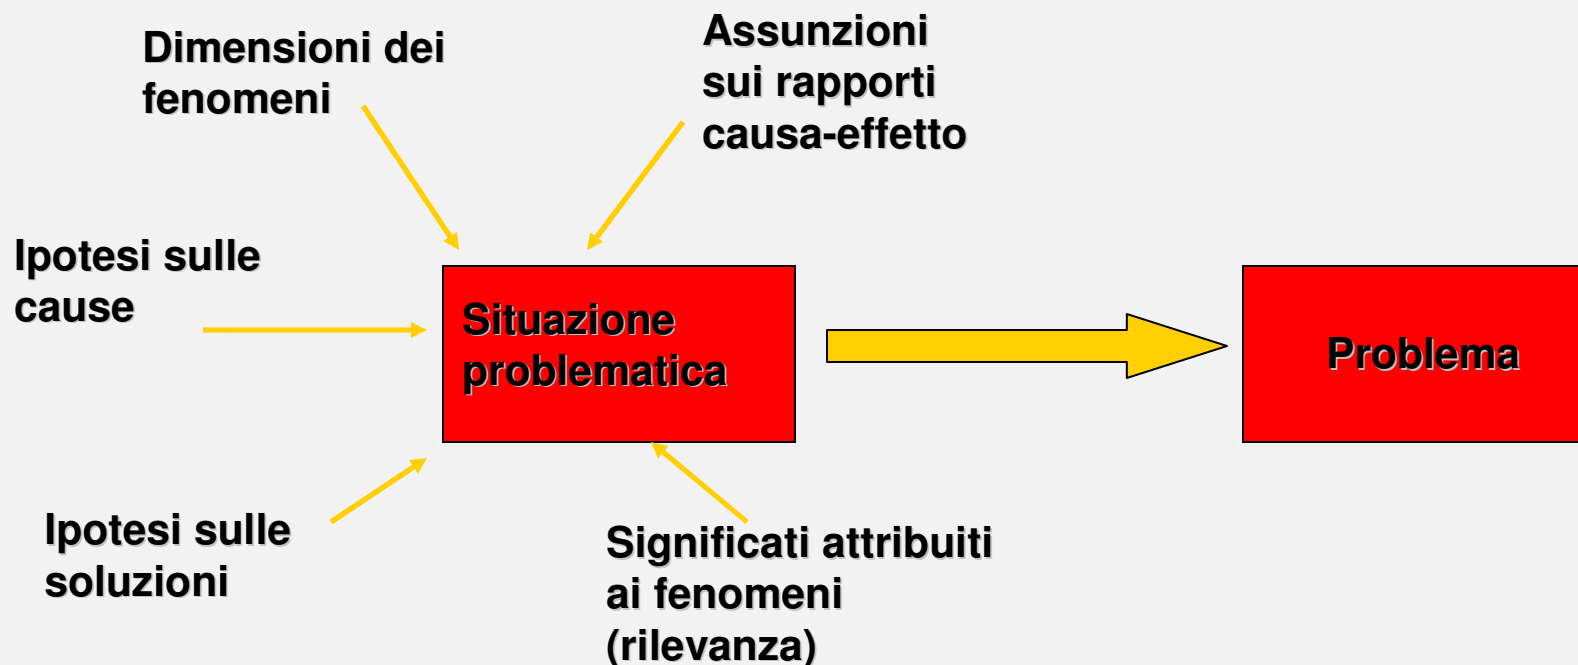 Dimensioni dei
fenomeni
Assunzioni
sui rapporti
causa-effetto
Ipotesi sulle
cause
Situazione
problematica
Problema
Ipotesi sulle
soluzioni
Significati attribuiti
ai fenomeni
(rilevanza)